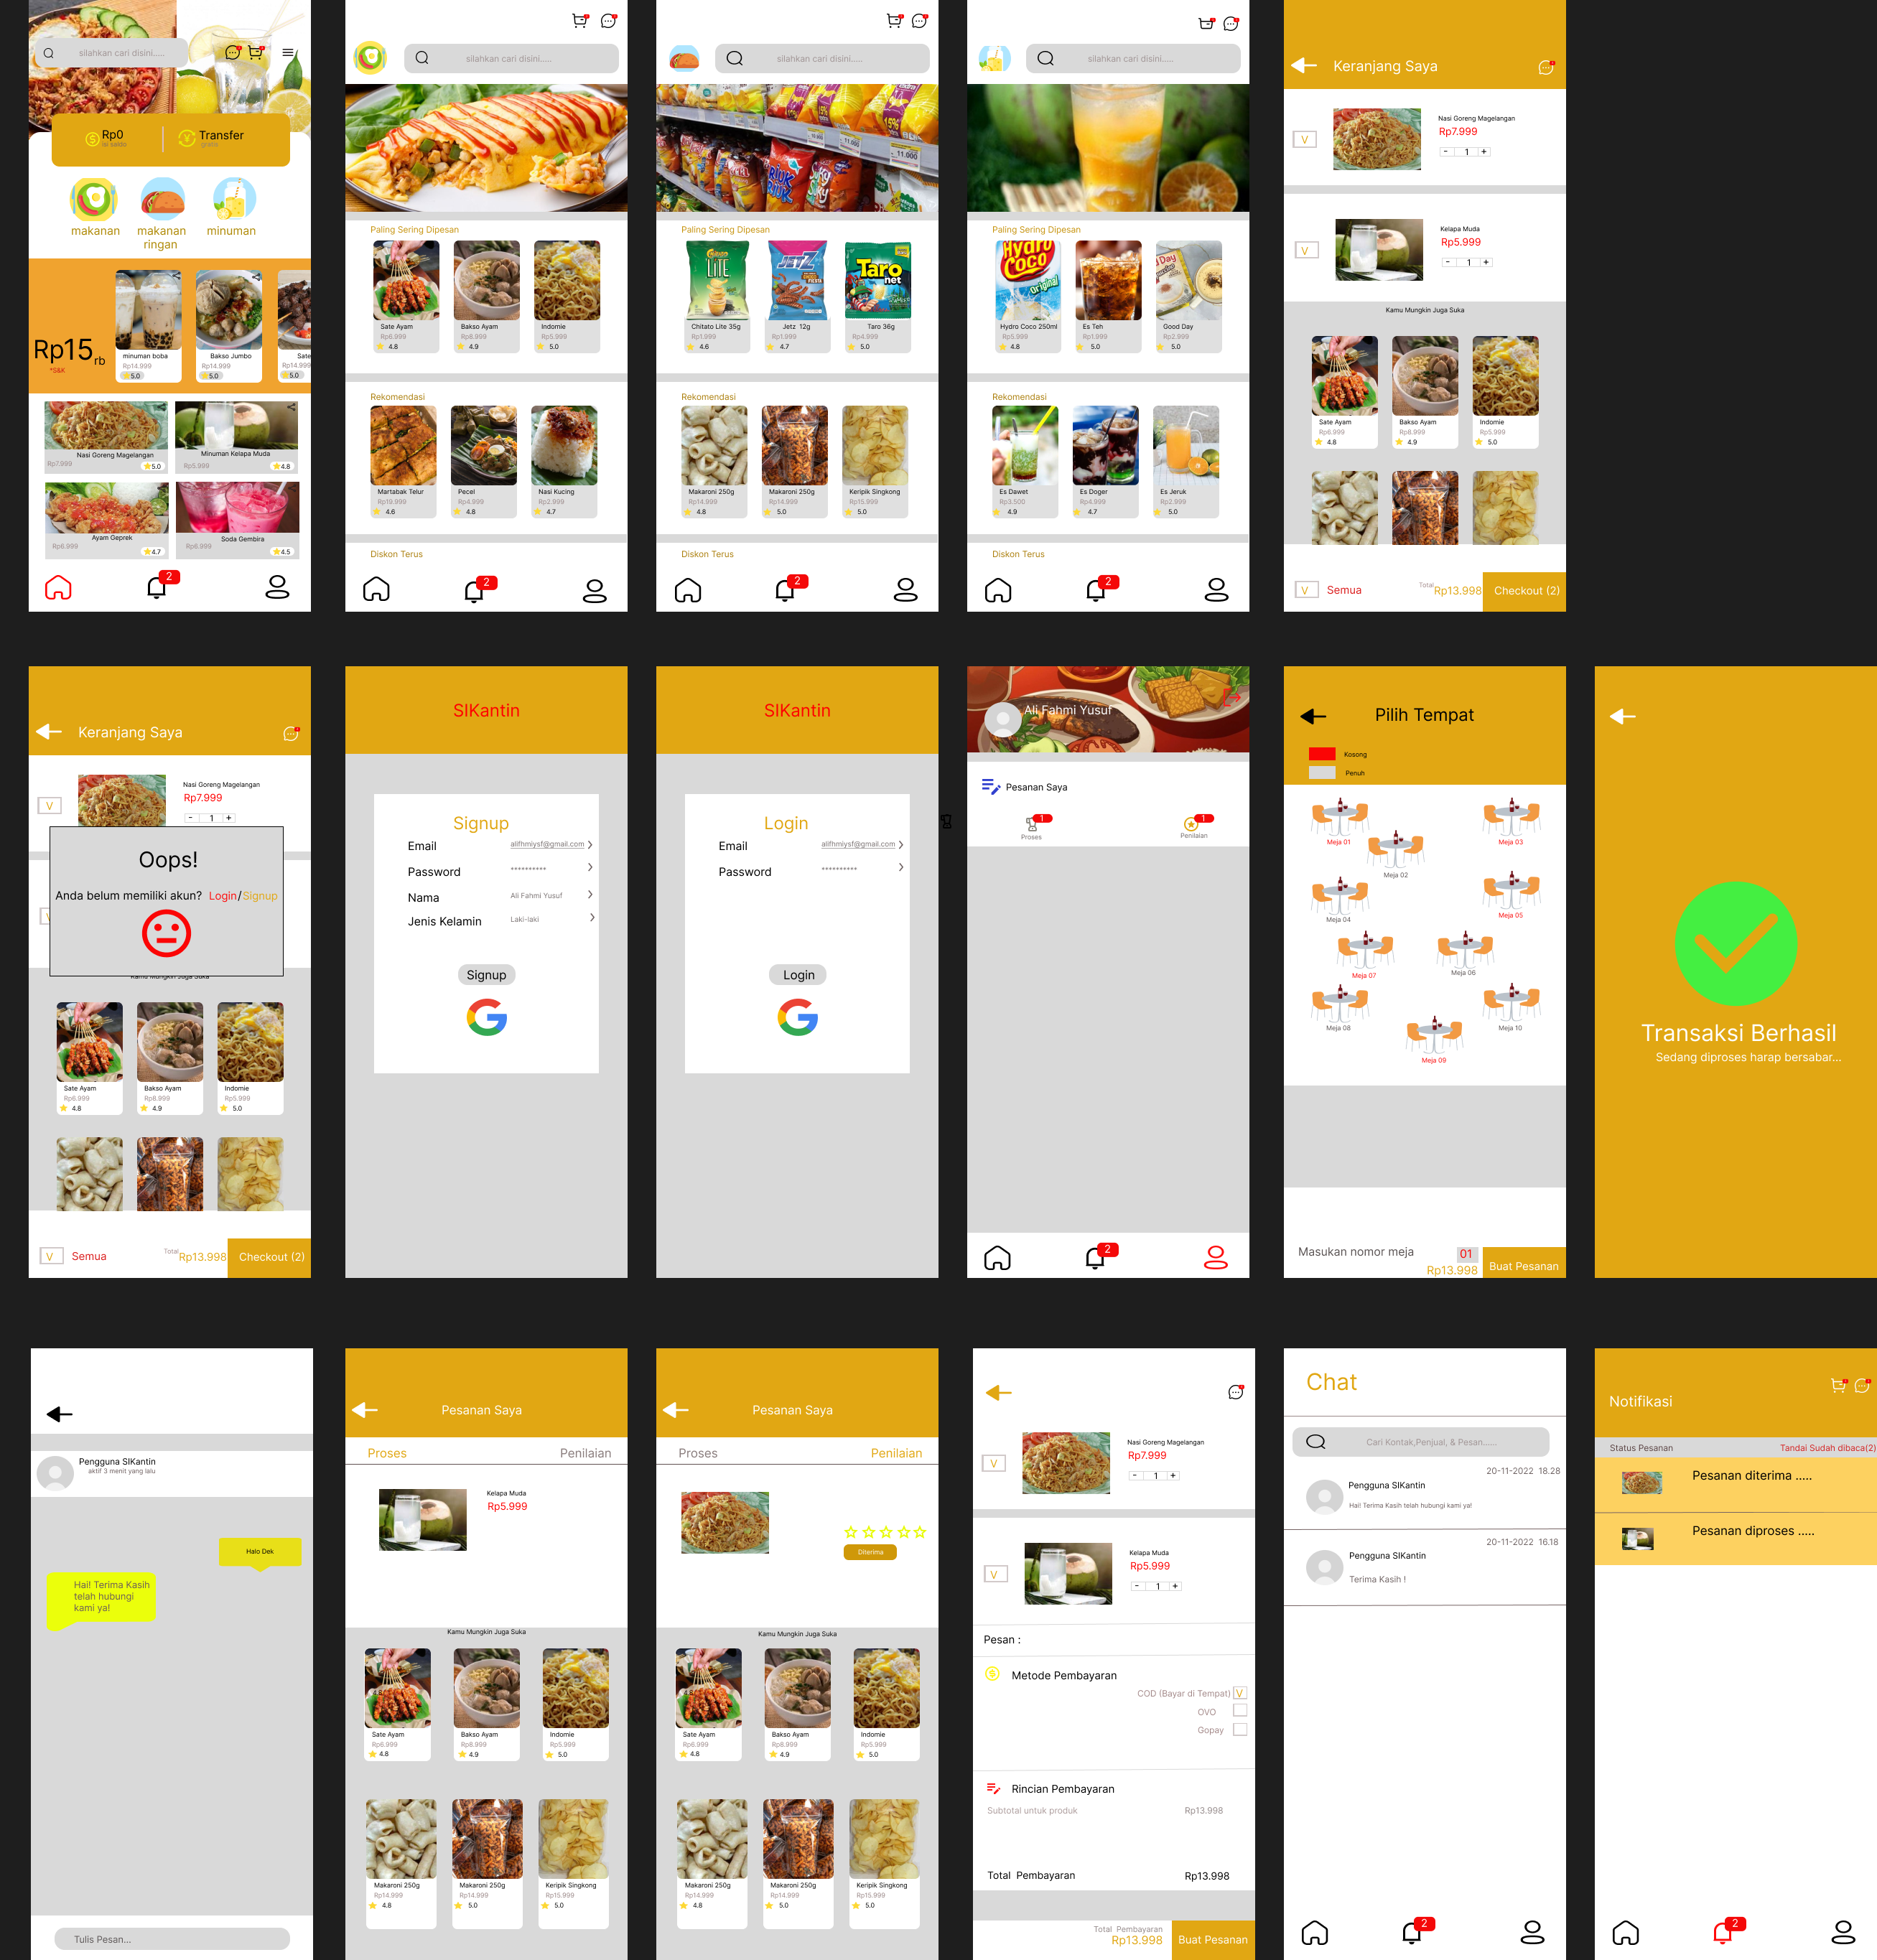 silahkan cari disini.....
Rp0
isi saldo
Transfer
gratis
makanan
makanan
ringan
minuman
Rp15rb
*S&K
minuman boba
Rp14.999
5.0
Bakso Jumbo
Rp14.999
5.0
Sate
Rp14.999
5.0
Nasi Goreng Magelangan
Rp7.999
5.0
Minuman Kelapa Muda
Rp5.999
4.8
Ayam Geprek
Rp6.999
4.7
Soda Gembira
Rp6.999
4.5
2
silahkan cari disini.....
Paling Sering Dipesan
Sate Ayam
Rp6.999
4.8
Bakso Ayam
Rp8.999
4.9
Indomie
Rp5.999
5.0
Rekomendasi
Martabak Telur
Rp19.999
4.6
Pecel
Rp4.999
4.8
Nasi Kucing
Rp2.999
4.7
Diskon Terus
2
silahkan cari disini.....
11.000
11.000
Paling Sering Dipesan
LITE
JETZ
Taro
net
Chitato Lite 35g
Rp1.999
4.6
Jetz 12g
Rp1.999
4.7
Taro 36g
Rp4.999
5.0
Rekomendasi
Makaroni 250g
Rp14.999
4.8
Makaroni 250g
Rp14.999
5.0
Keripik Singkong
Rp15.999
5.0
Diskon Terus
2
silahkan cari disini.....
Paling Sering Dipesan
Hydro
Coco
Original
Day
Hydro Coco 250ml
Rp5.999
4.8
Es Teh
Rp1.999
5.0
Good Day
Rp2.999
5.0
Rekomendasi
Es Dawet
Rp3.500
4.9
Es Doger
Rp4.999
4.7
Es Jeruk
Rp2.999
5.0
Diskon Terus
2
Keranjang Saya
V
Nasi Goreng Magelangan
Rp7.999
- 1 +
V
Kelapa Muda
Rp5.999
- 1 +
Kamu Mungkin Juga Suka
Sate Ayam
Rp6.999
4.8
Bakso Ayam
Rp8.999
4.9
Indomie
Rp5.999
5.0
V
Semua
Total
Rp13.998
Checkout (2)
Keranjang Saya
V
Nasi Goreng Magelangan
Rp7.999
- 1 +
Oops!
Anda belum memiliki akun? Login/Signup
Kamu Mungkin Juga Suka
Sate Ayam
Rp6.999
4.8
Bakso Ayam
Rp8.999
4.9
Indomie
Rp5.999
5.0
V
Semua
Total
Rp13.998
Checkout (2)
SIKantin
Signup
Email
alifhmiysf@gmail.com
Password
**********
Nama
Ali Fahmi Yusuf
Jenis Kelamin
Laki-laki
Signup
SIKantin
Login
Email
alifhmiysf@gmail.com
Password
**********
Login
Ali Fahmi Yusuf
Pesanan Saya
1
Proses
1
Penilaian
2
Pilih Tempat
Kosong
Penuh
Meja 01
Meja 03
Meja 02
Meja 04
Meja 05
Meja 07
Meja 06
Meja 08
Meja 10
Meja 09
Masukan nomor meja
01
Rp13.998
Buat Pesanan
Transaksi Berhasil
Sedang diproses harap bersabar...
Pengguna SIKantin
aktif 3 menit yang lalu
Halo Dek
Hai! Terima Kasih
telah hubungi
kami ya!
Tulis Pesan...
Pesanan Saya
Proses
Penilaian
Kelapa Muda
Rp5.999
Kamu Mungkin Juga Suka
Sate Ayam
Rp6.999
4.8
Bakso Ayam
Rp8.999
4.9
Indomie
Rp5.999
5.0
Makaroni 250g
Rp14.999
4.8
Makaroni 250g
Rp14.999
5.0
Keripik Singkong
Rp15.999
5.0
Pesanan Saya
Proses
Penilaian
Diterima
Kamu Mungkin Juga Suka
4.8
Sate Ayam
Rp6.999
4.8
Bakso Ayam
Rp8.999
4.9
Indomie
Rp5.999
5.0
Makaroni 250g
Rp14.999
4.8
Makaroni 250g
Rp14.999
5.0
Keripik Singkong
Rp15.999
5.0
V
Nasi Goreng Magelangan
Rp7.999
- 1 +
V
Kelapa Muda
Rp5.999
- 1 +
Pesan :
Metode Pembayaran
COD (Bayar di Tempat) V
OVO
Gopay
Rincian Pembayaran
Subtotal untuk produk
Rp13.998
Total Pembayaran
Rp13.998
Total Pembayaran
Rp13.998
Buat Pesanan
Chat
Cari Kontak,Penjual, & Pesan......
20-11-2022 18.28
Pengguna SIKantin
Hai! Terima Kasih telah hubungi kami ya!
20-11-2022 16.18
Pengguna SIKantin
Terima Kasih !
2
Notifikasi
Status Pesanan
Tandai Sudah dibaca(2)
Pesanan diterima .....
Pesanan diproses .....
2